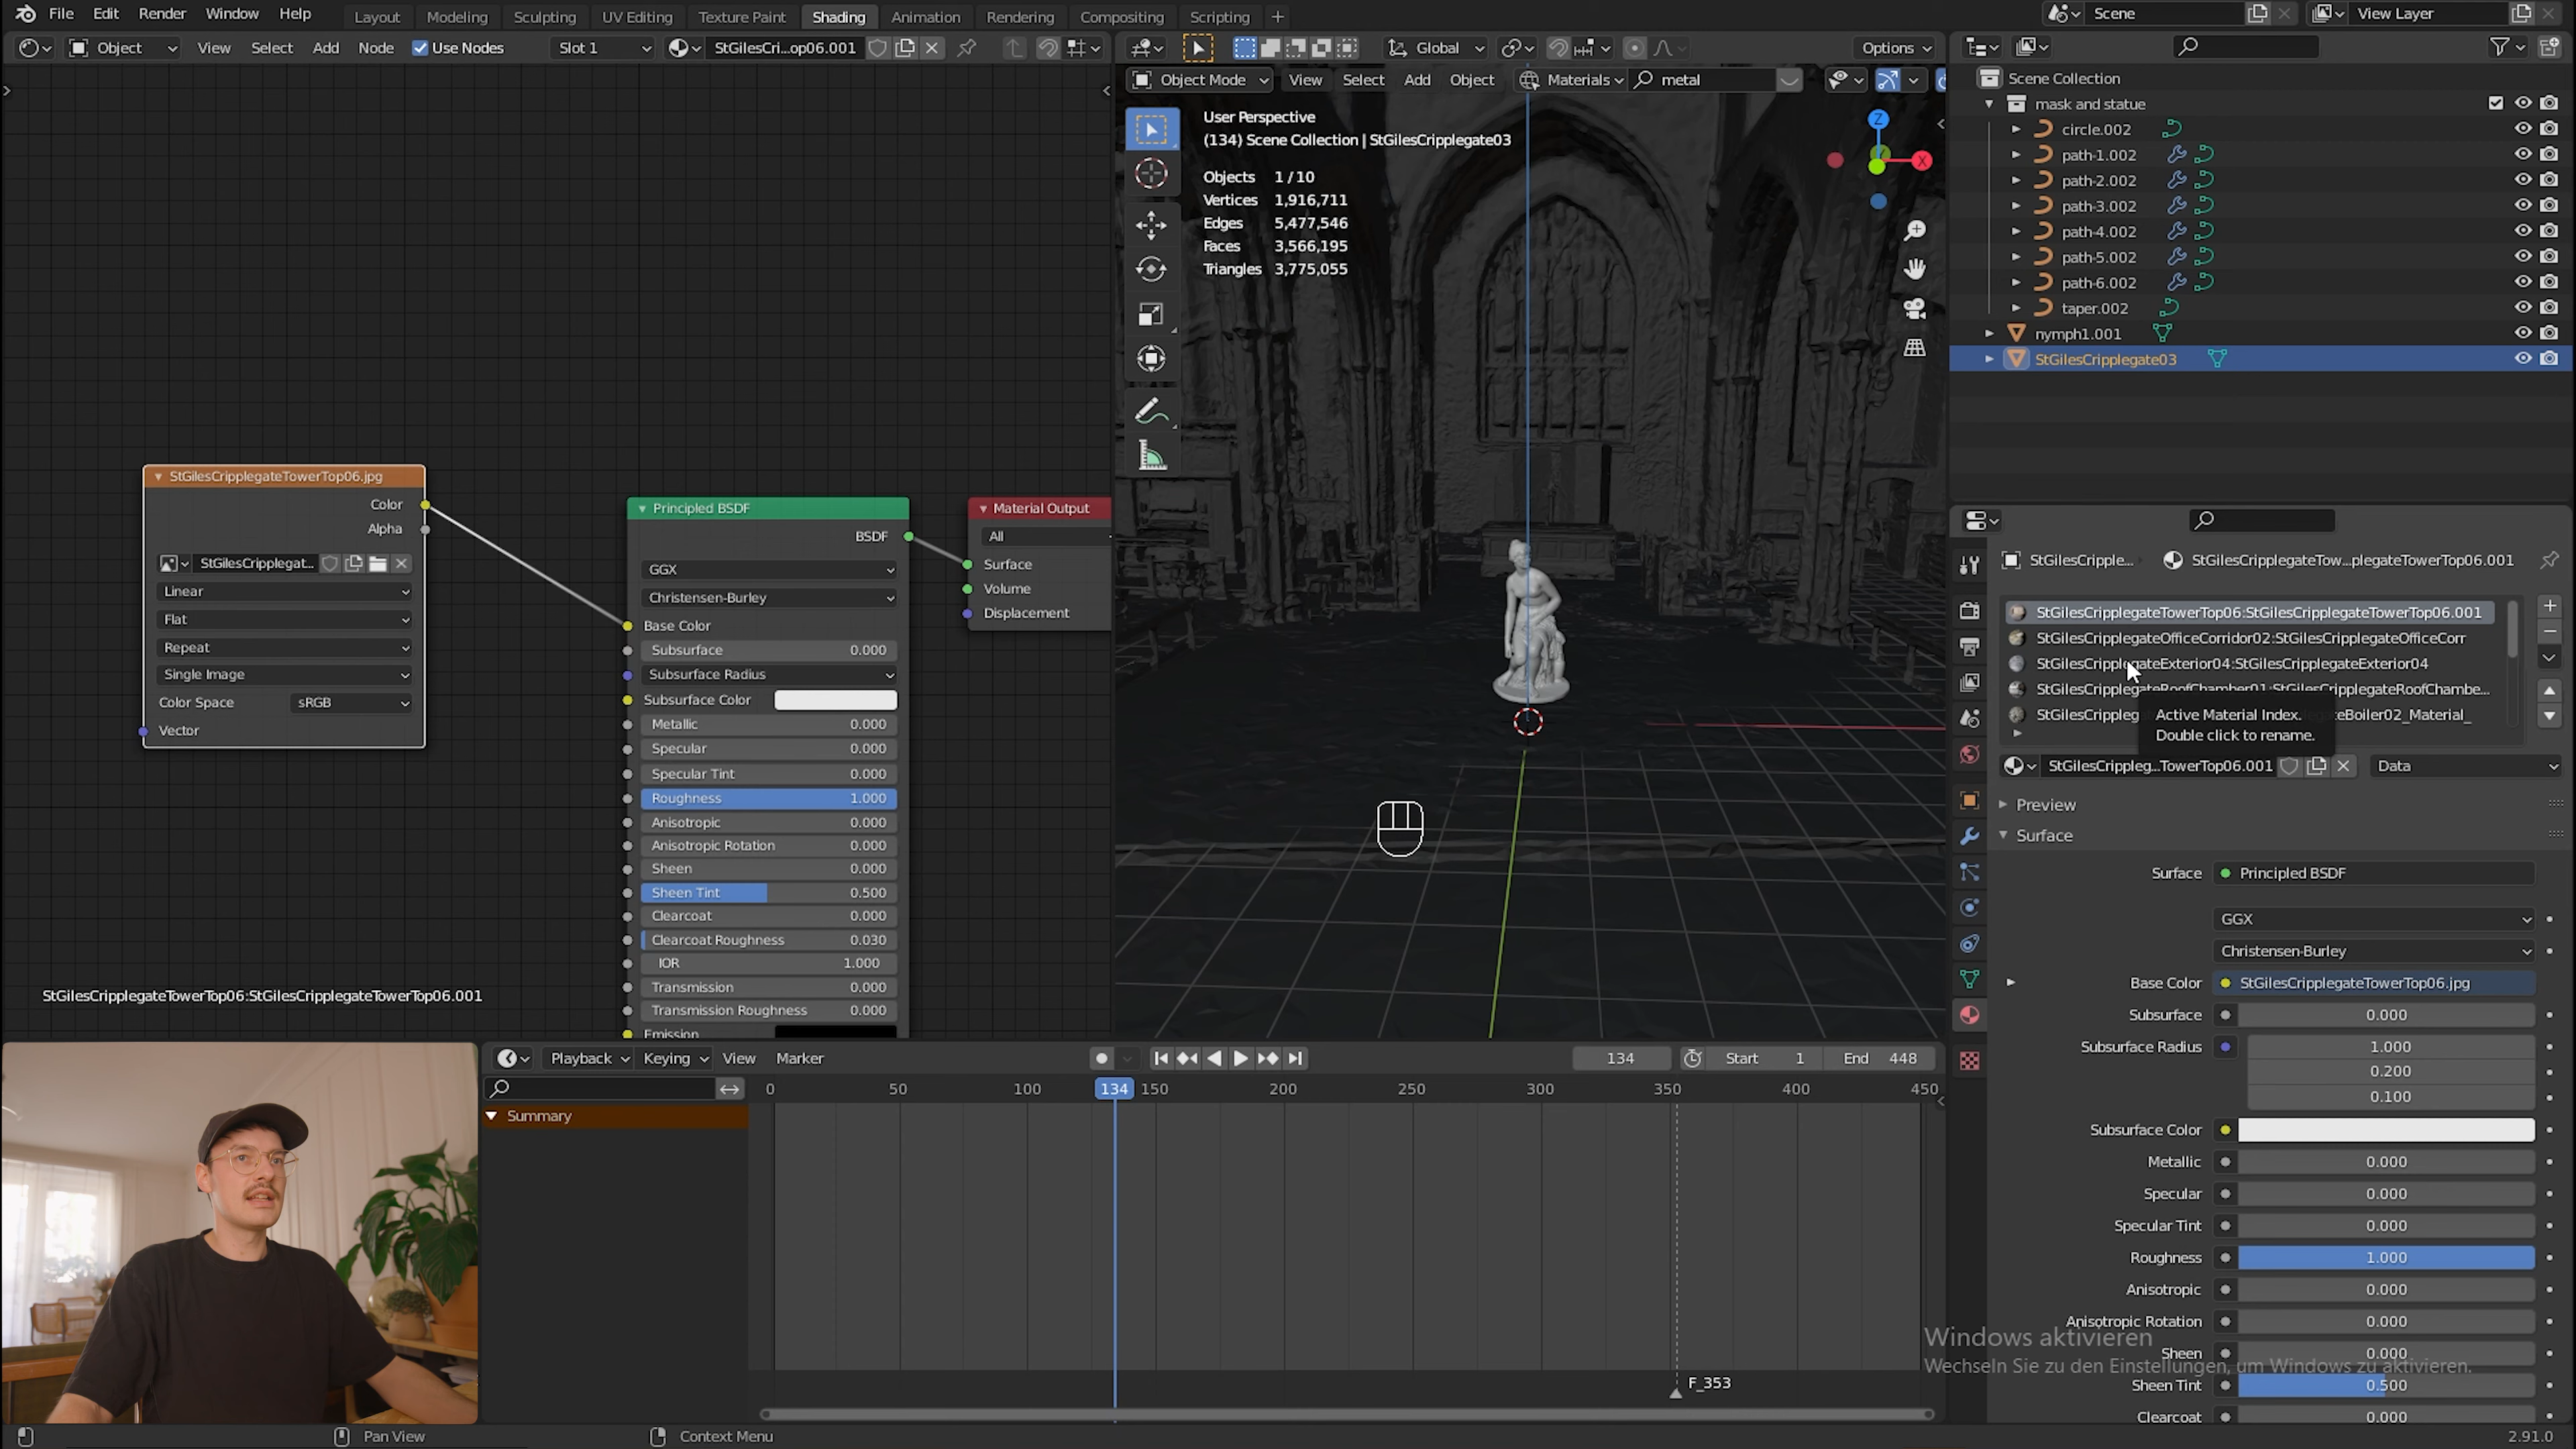 File Edit Render Window Help Layout Modeling Sculpting UV Editing Texture Paint Shading Animation Rendering Compositing Scripting + Scene View Layer
Object View Select Add Node Use Nodes Slot 1 StGilesCri...op06.001 Global Options
Object Mode View Select Add Object Materials metal
User Perspective
(134) Scene Collection | StGilesCripplegate03
Objects 1 / 10
Vertices 1,916,711
Edges 5,477,546
Faces 3,566,195
Triangles 3,775,055
Z
X
Scene Collection
mask and statue
circle.002
path-1.002
path-2.002
path-3.002
path-4.002
path-5.002
path-6.002
taper.002
nymph1.001
StGilesCripplegate03
StGilesCripplegateTowerTop06.jpg
Color
Alpha
StGilesCripplegat...
Linear
Flat
Repeat
Single Image
Color Space sRGB
Vector
Principled BSDF
BSDF
GGX
Christensen-Burley
Base Color
Subsurface 0.000
Subsurface Radius
Subsurface Color
Metallic 0.000
Specular 0.000
Specular Tint 0.000
Roughness 1.000
Anisotropic 0.000
Anisotropic Rotation 0.000
Sheen 0.000
Sheen Tint 0.500
Clearcoat 0.000
Clearcoat Roughness 0.030
IOR 1.000
Transmission 0.000
Transmission Roughness 0.000
Emission
Material Output
All
Surface
Volume
Displacement
StGilesCripplegateTowerTop06:StGilesCripplegateTowerTop06.001
StGilesCripple... StGilesCripplegateTow...plegateTowerTop06.001
StGilesCripplegateTowerTop06:StGilesCripplegateTowerTop06.001
StGilesCripplegateOfficeCorridor02:StGilesCripplegateOfficeCorr
StGilesCripplegateExterior04:StGilesCripplegateExterior04
StGilesCripplegateRoofChamber01:StGilesCripplegateRoofChambe...
StGilesCrippleg teBoiler02_Material_
Active Material Index.
Double click to rename.
StGilesCrippleg...TowerTop06.001 Data
Preview
Surface
Surface Principled BSDF
GGX
Christensen-Burley
Base Color StGilesCripplegateTowerTop06.jpg
Subsurface 0.000
Subsurface Radius 1.000
0.200
0.100
Subsurface Color
Metallic 0.000
Specular 0.000
Specular Tint 0.000
Roughness 1.000
Anisotropic 0.000
Anisotropic Rotation 0.000
Sheen 0.000
Sheen Tint 0.500
Clearcoat 0.000
Windows aktivieren
Wechseln Sie zu den Einstellungen, um Windows zu aktivieren.
Playback Keying View Marker 134 Start 1 End 448
0 50 100 134 150 200 250 300 350 400 450
Summary
F_353
Pan View Context Menu 2.91.0